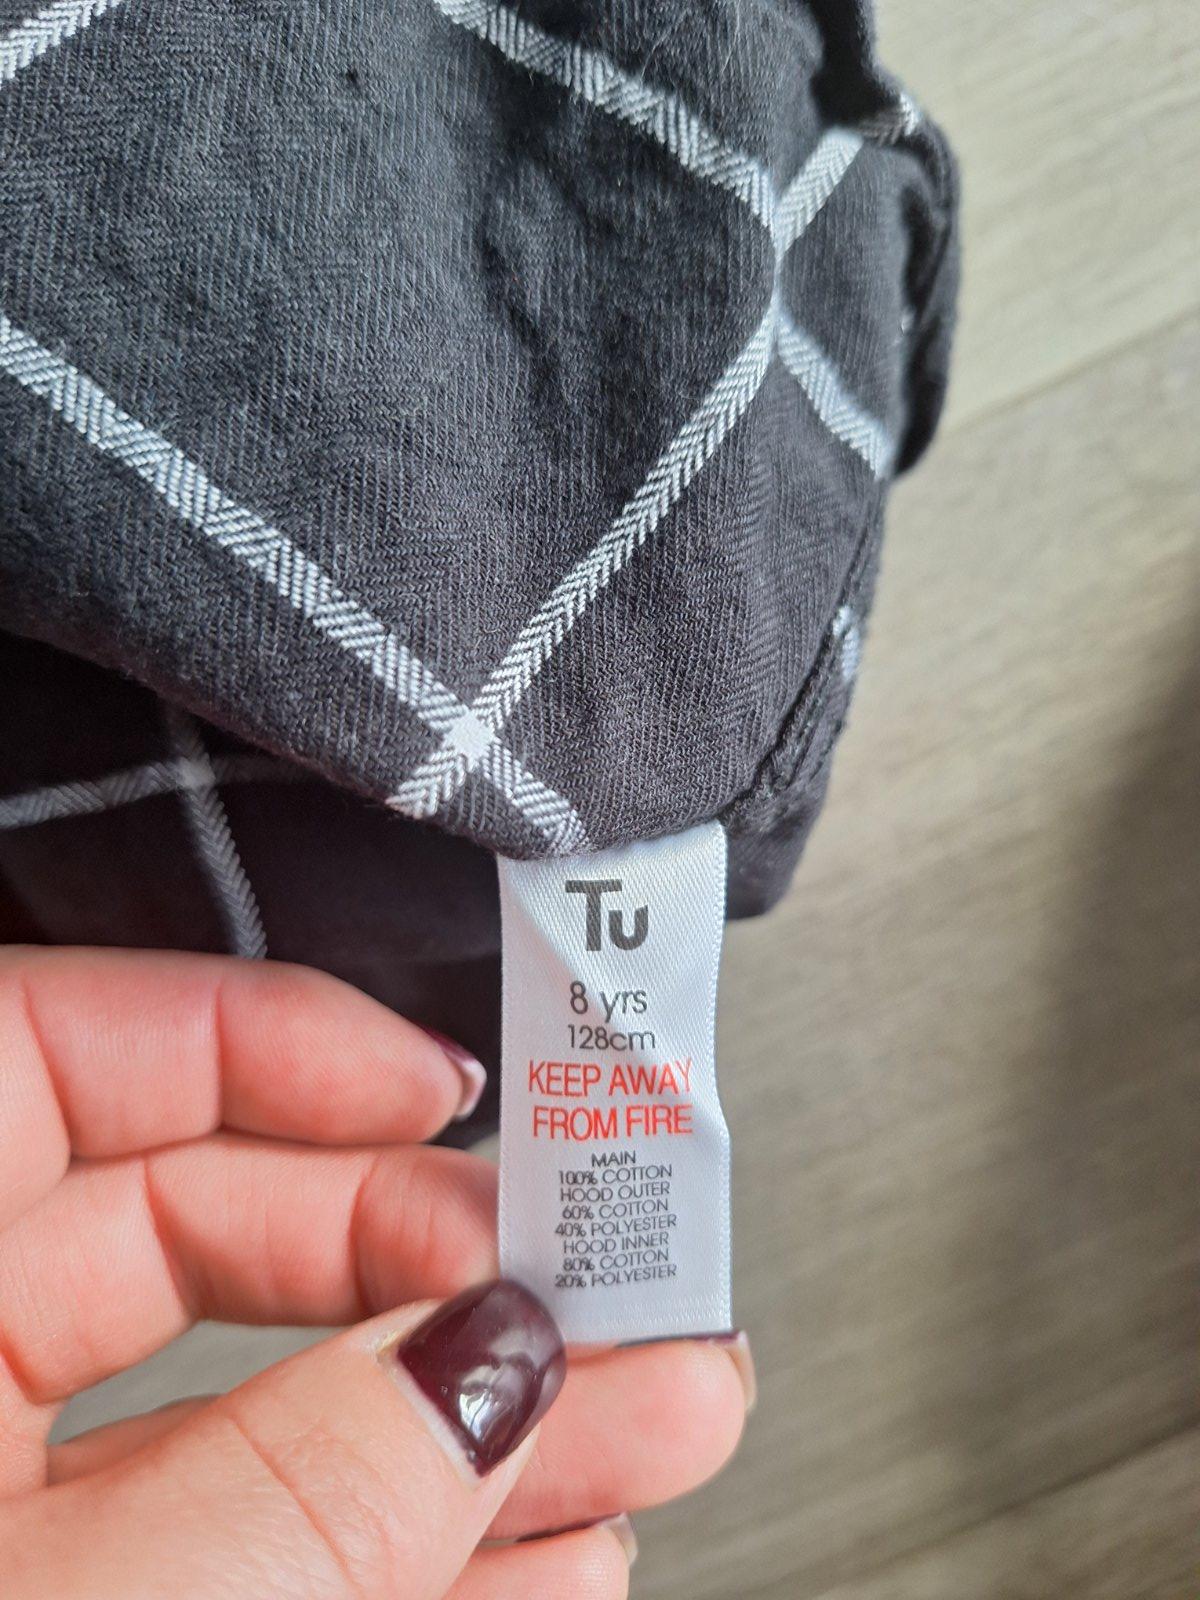 Tu
8 yrs
128cm
KEEP AWAY
FROM FIRE
MAIN
100% COTTON
HOOD OUTER
60% COTTON
40% POLYESTER
HOOD INNER
80% COTTON
20% POLYESTER